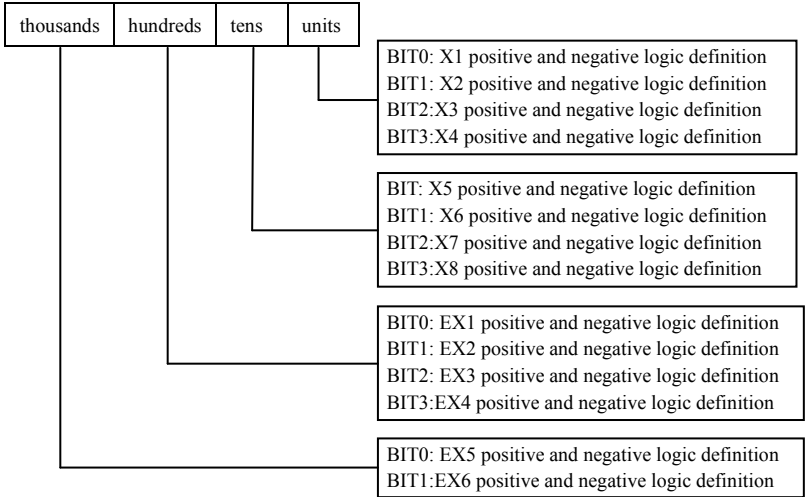 thousands hundreds tens units
BIT0: X1 positive and negative logic definition
BIT1: X2 positive and negative logic definition
BIT2:X3 positive and negative logic definition
BIT3:X4 positive and negative logic definition
BIT: X5 positive and negative logic definition
BIT1: X6 positive and negative logic definition
BIT2:X7 positive and negative logic definition
BIT3:X8 positive and negative logic definition
BIT0: EX1 positive and negative logic definition
BIT1: EX2 positive and negative logic definition
BIT2: EX3 positive and negative logic definition
BIT3:EX4 positive and negative logic definition
BIT0: EX5 positive and negative logic definition
BIT1:EX6 positive and negative logic definition